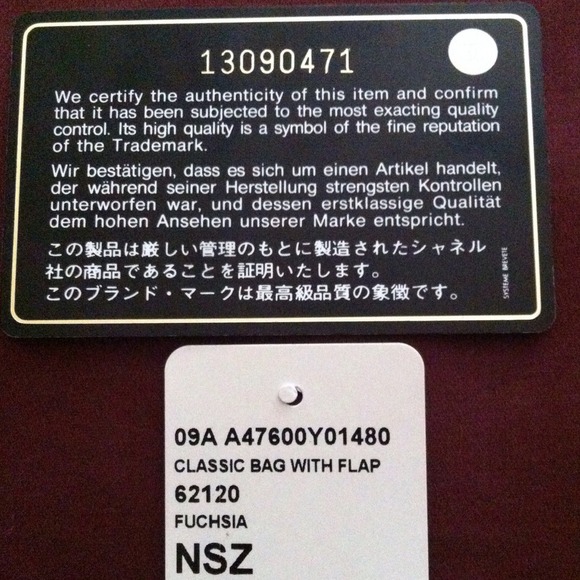 13090471
We certify the authenticity of this item and confirm
that it has been subjected to the most exacting quality
control. Its high quality is a symbol of the fine reputation
of the Trademark.
Wir bestätigen, dass es sich um einen Artikel handelt,
der während seiner Herstellung strengsten Kontrollen
unterworfen war, und dessen erstklassige Qualität
dem hohen Ansehen unserer Marke entspricht.
この製品は厳しい管理のもとに製造されたシャネル
社の商品であることを証明いたします。
このブランド・マークは最高級品質の象徴です。
SYSTEME BREVETE
09A A47600Y01480
CLASSIC BAG WITH FLAP
62120
FUCHSIA
NSZ